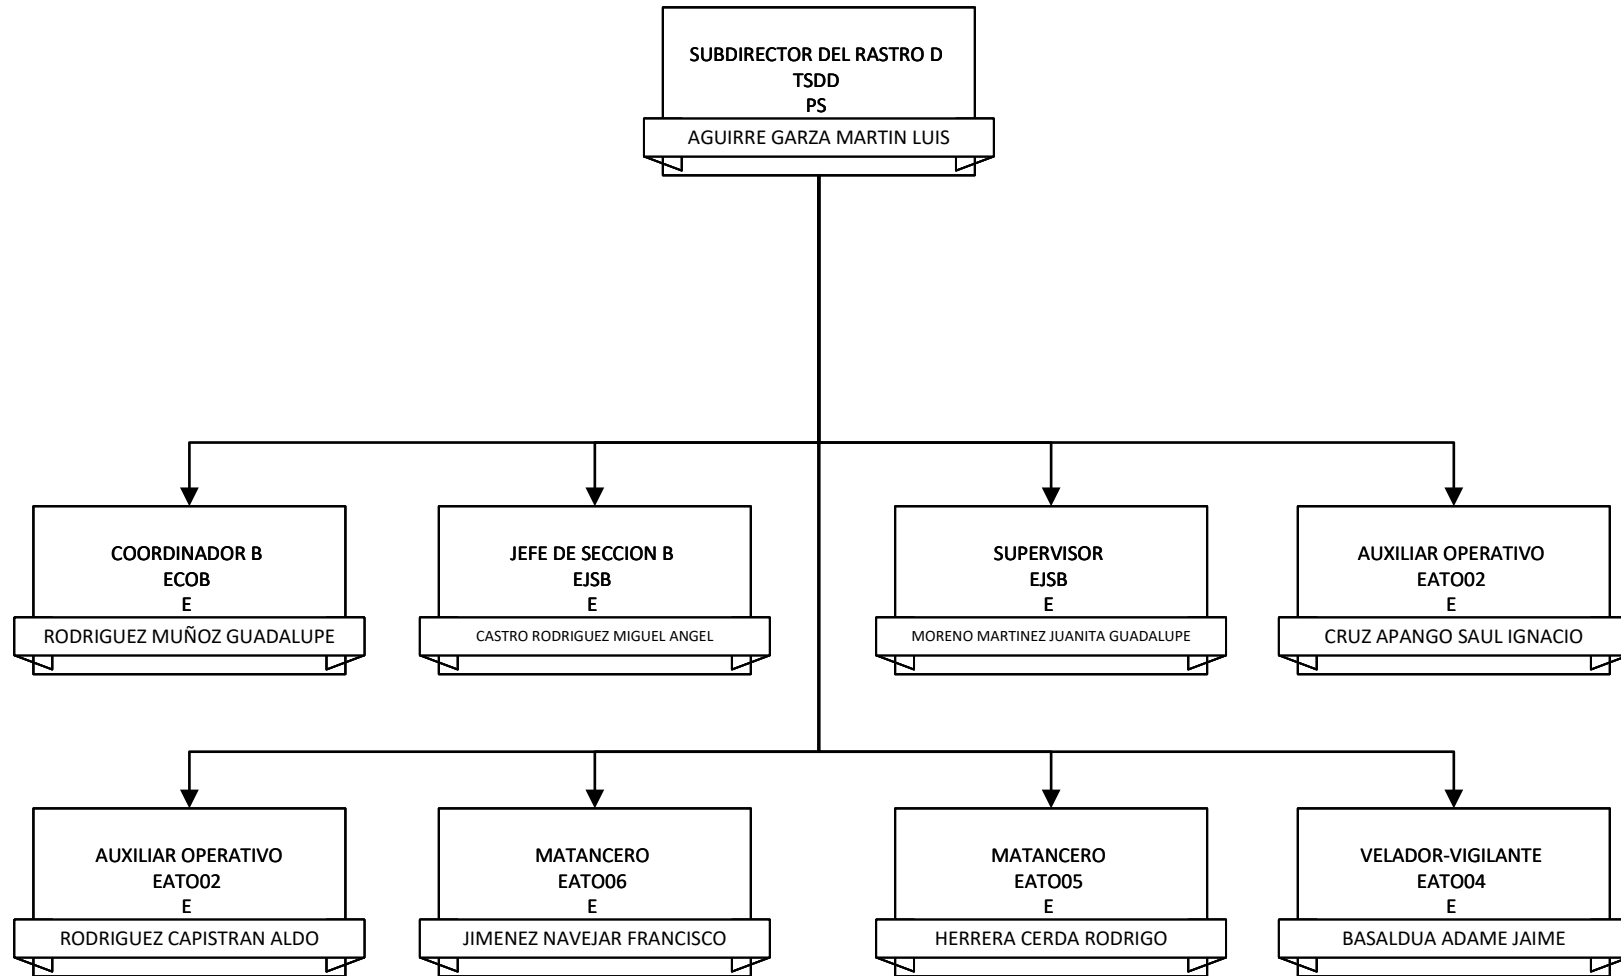 SUBDIRECTOR DEL RASTRO D
TSDD
PS
AGUIRRE GARZA MARTIN LUIS
COORDINADOR B
ECOB
E
RODRIGUEZ MUÑOZ GUADALUPE
JEFE DE SECCION B
EJSB
E
CASTRO RODRIGUEZ MIGUEL ANGEL
SUPERVISOR
EJSB
E
MORENO MARTINEZ JUANITA GUADALUPE
AUXILIAR OPERATIVO
EATO02
E
CRUZ APANGO SAUL IGNACIO
AUXILIAR OPERATIVO
EATO02
E
RODRIGUEZ CAPISTRAN ALDO
MATANCERO
EATO06
E
JIMENEZ NAVEJAR FRANCISCO
MATANCERO
EATO05
E
HERRERA CERDA RODRIGO
VELADOR-VIGILANTE
EATO04
E
BASALDUA ADAME JAIME